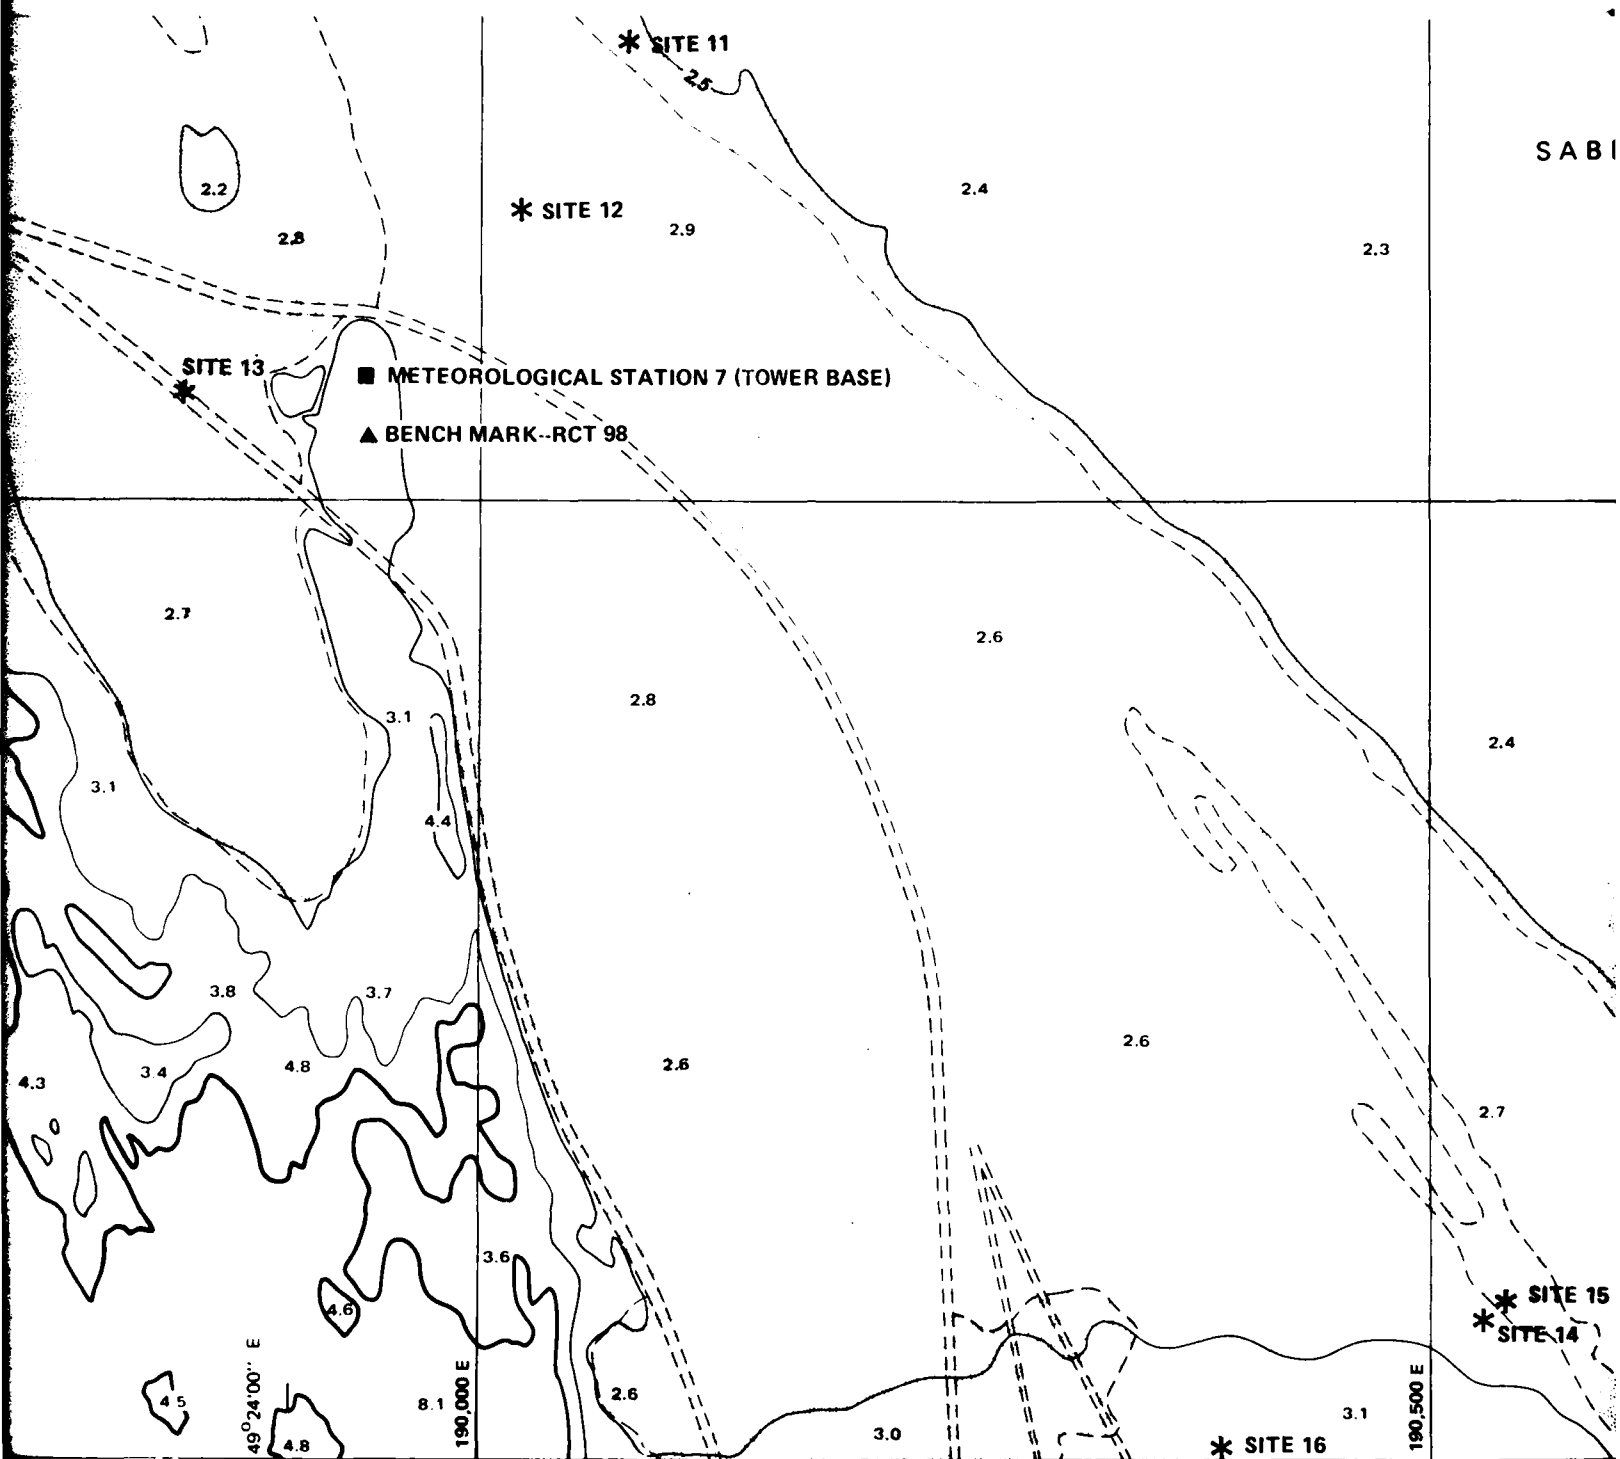 SITE 11
2.5
SABI
2.2
2.4
SITE 12
2.9
2.8
2.3
SITE 13
METEOROLOGICAL STATION 7 (TOWER BASE)
BENCH MARK--RCT 98
2.7
2.6
2.8
3.1
2.4
3.1
4.4
3.8
3.7
2.6
2.6
4.8
3.4
4.3
2.7
3.6
SITE 15
4.6
SITE 14
49°24'00" E
190,000 E
2.6
190,500 E
4.5
8.1
3.1
3.0
4.8
SITE 16